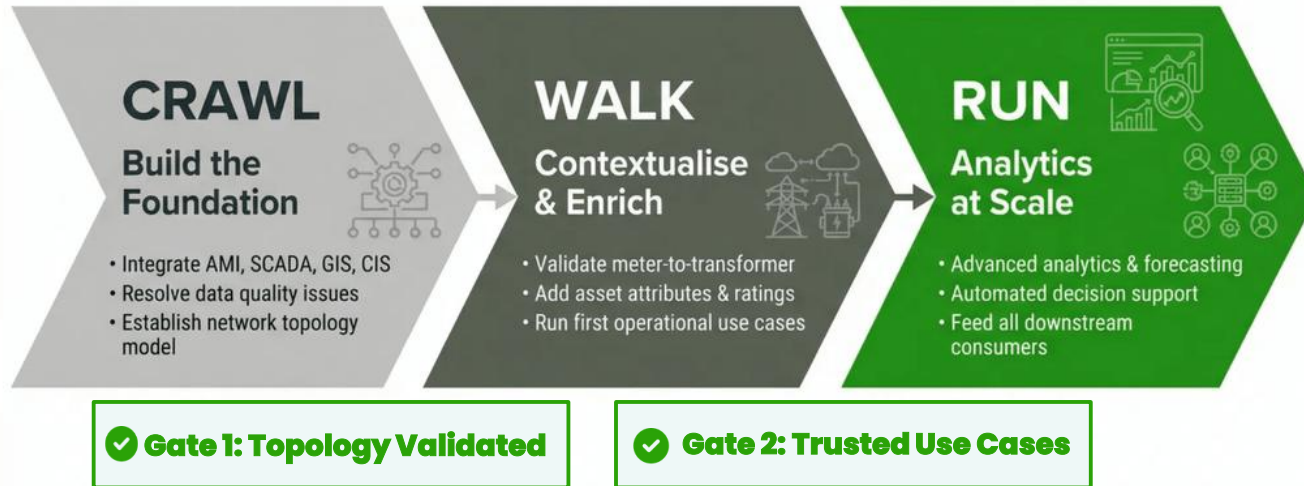 CRAWL
Build the
Foundation
• Integrate AMI, SCADA, GIS, CIS
• Resolve data quality issues
• Establish network topology
model
WALK
Contextualise
& Enrich
• Validate meter-to-transformer
• Add asset attributes & ratings
• Run first operational use cases
RUN
Analytics
at Scale
• Advanced analytics & forecasting
• Automated decision support
• Feed all downstream
consumers
Gate 1: Topology Validated
Gate 2: Trusted Use Cases